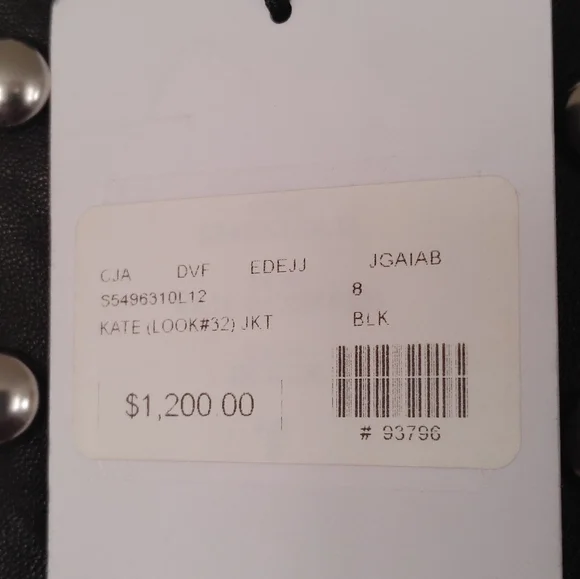 CJA DVF EDEJJ JGAIAB
S5496310L12 8
KATE (LOOK#32) JKT BLK
$1,200.00
# 93796